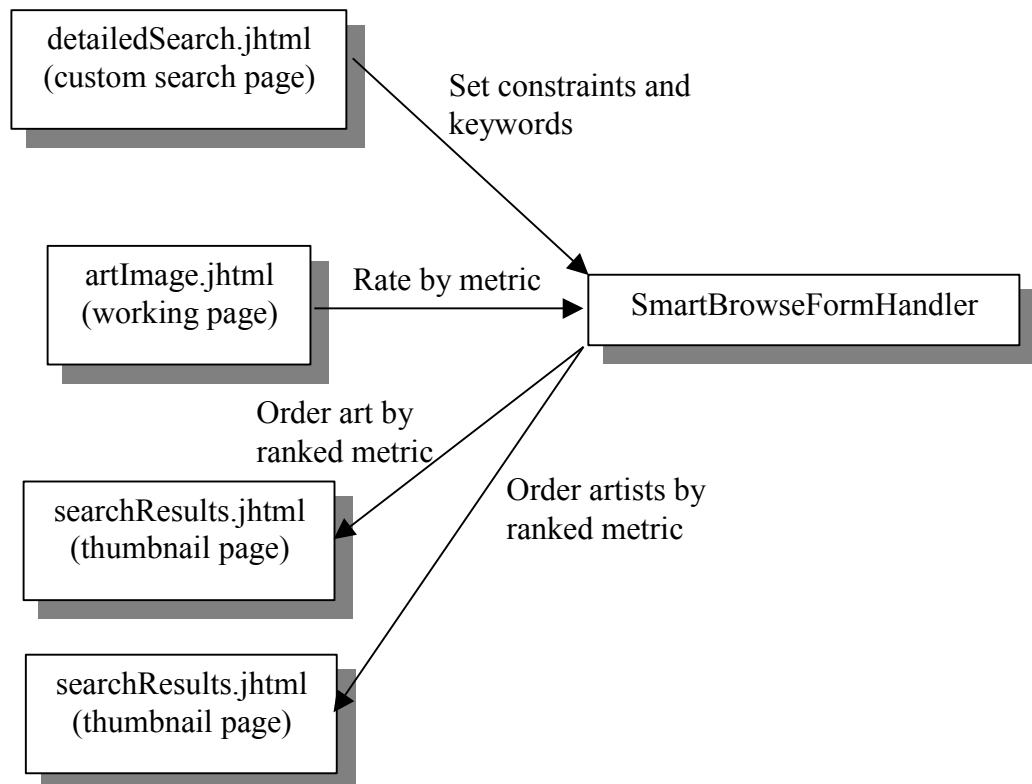 detailedSearch.jhtml
(custom search page)
Set constraints and
keywords
artImage.jhtml
(working page)
Rate by metric
SmartBrowseFormHandler
Order art by
ranked metric
searchResults.jhtml
(thumbnail page)
Order artists by
ranked metric
searchResults.jhtml
(thumbnail page)